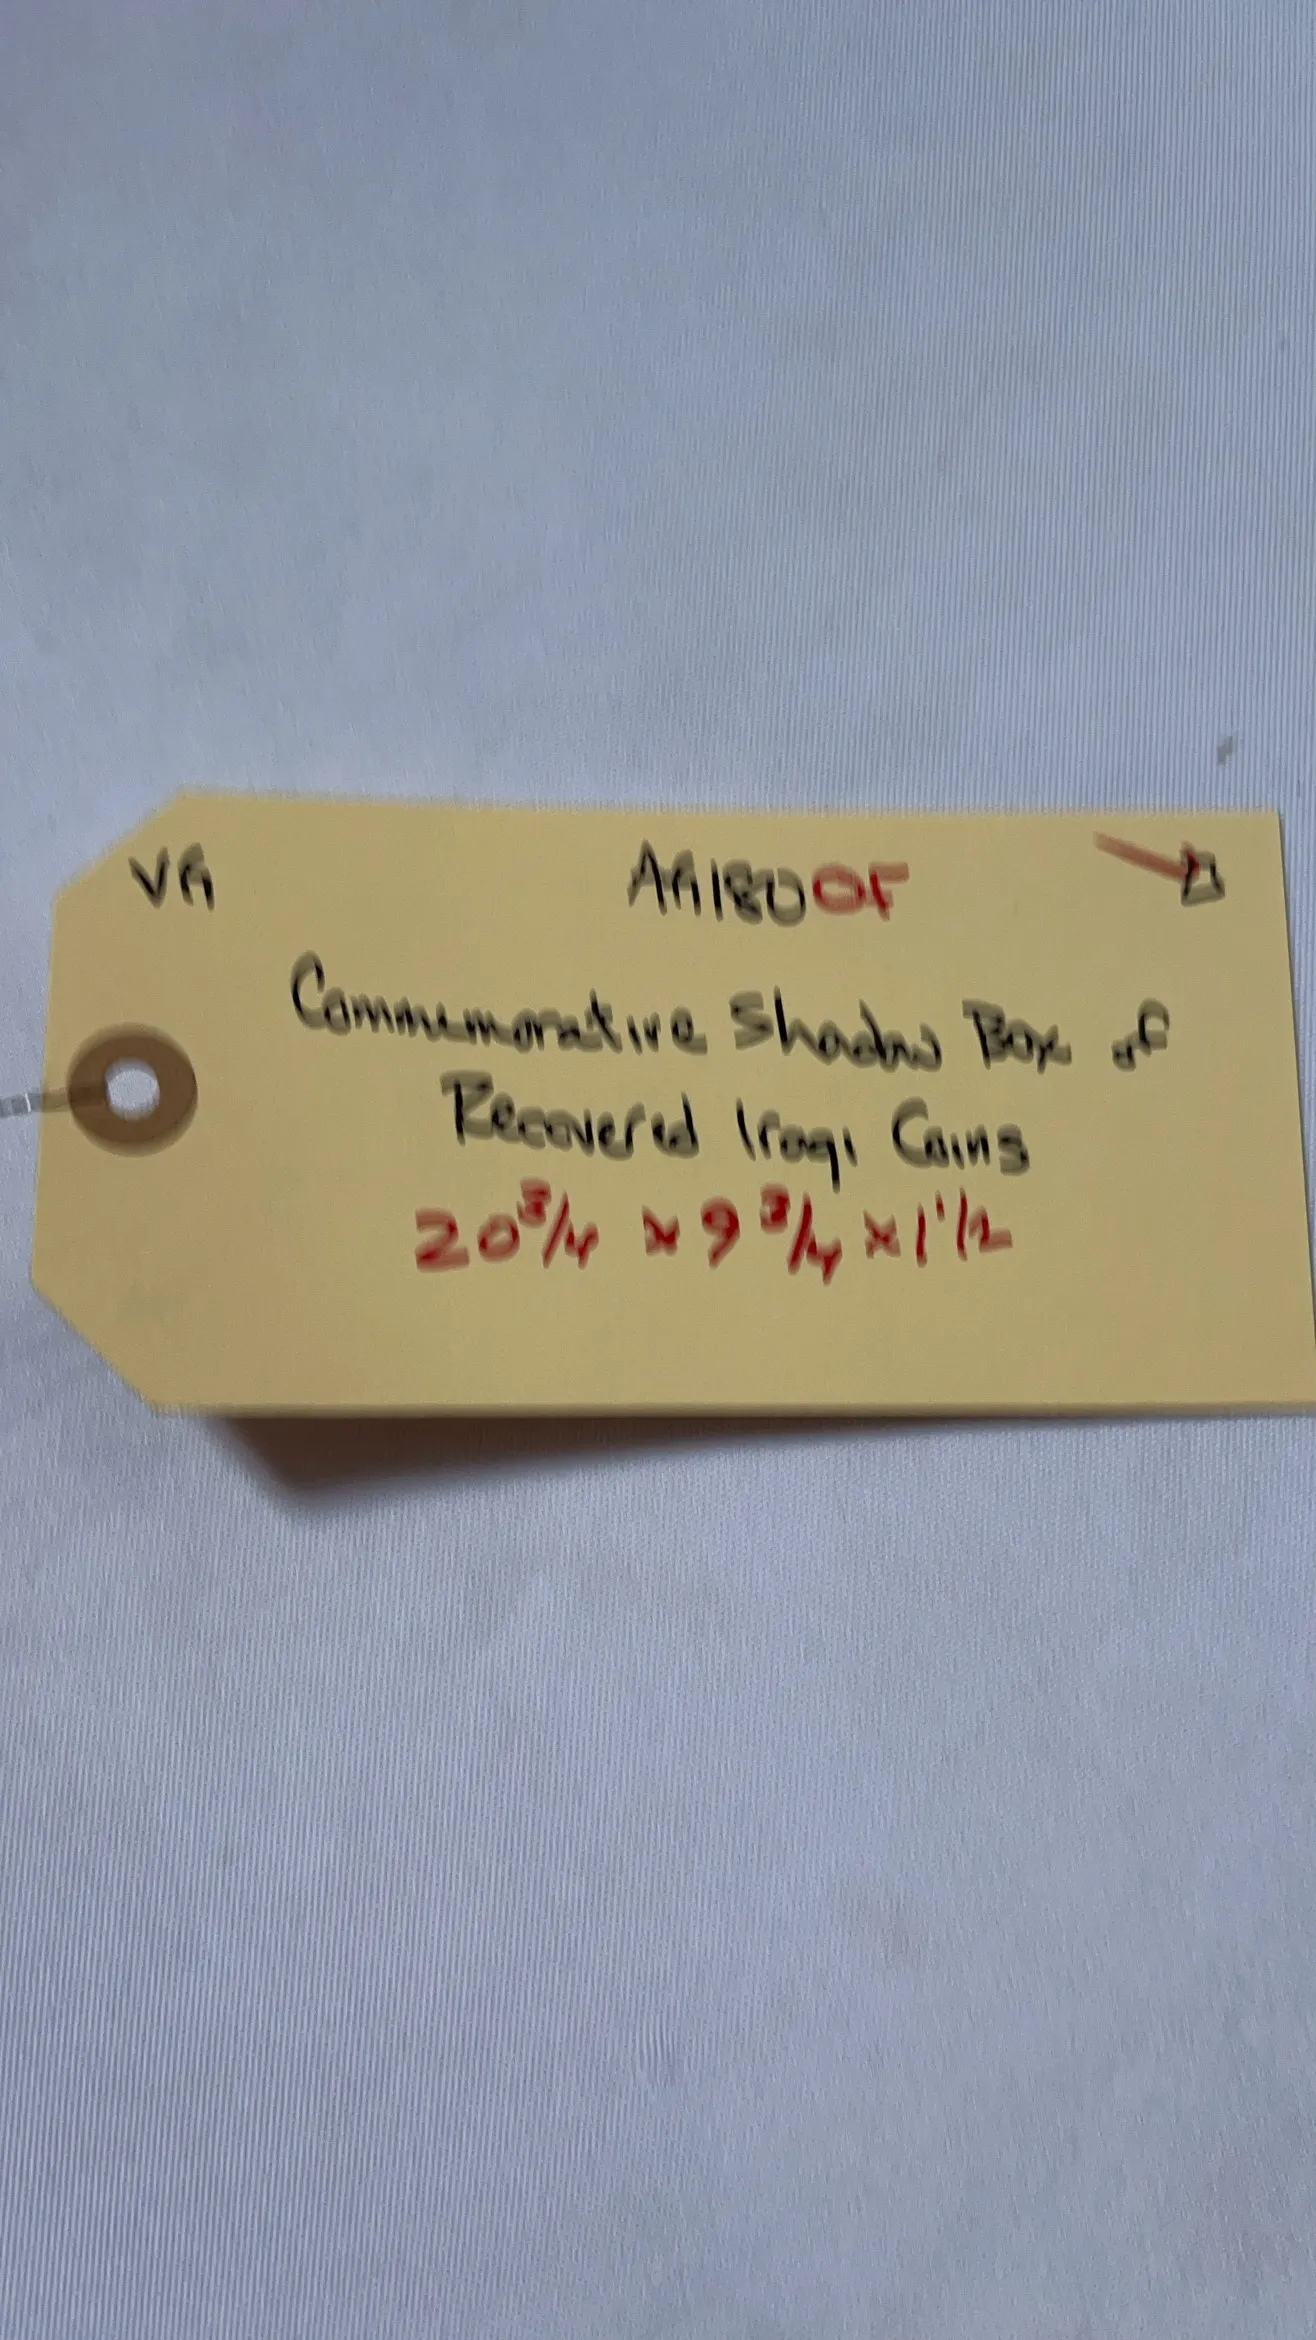 VA AA180OF
Commemorative Shadow Box of
Recovered Iraqi Coins
20 3/4 x 9 3/4 x 1 1/2